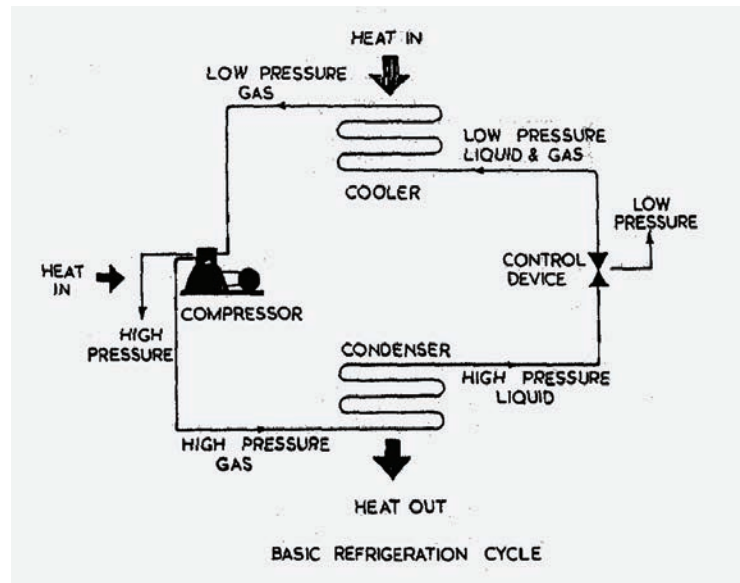 HEAT IN
LOW PRESSURE
GAS
LOW PRESSURE
LIQUID & GAS
COOLER
LOW
PRESSURE
CONTROL
DEVICE
HEAT
IN
COMPRESSOR
HIGH
PRESSURE
CONDENSER
HIGH PRESSURE
LIQUID
HIGH PRESSURE
GAS
HEAT OUT
BASIC REFRIGERATION CYCLE